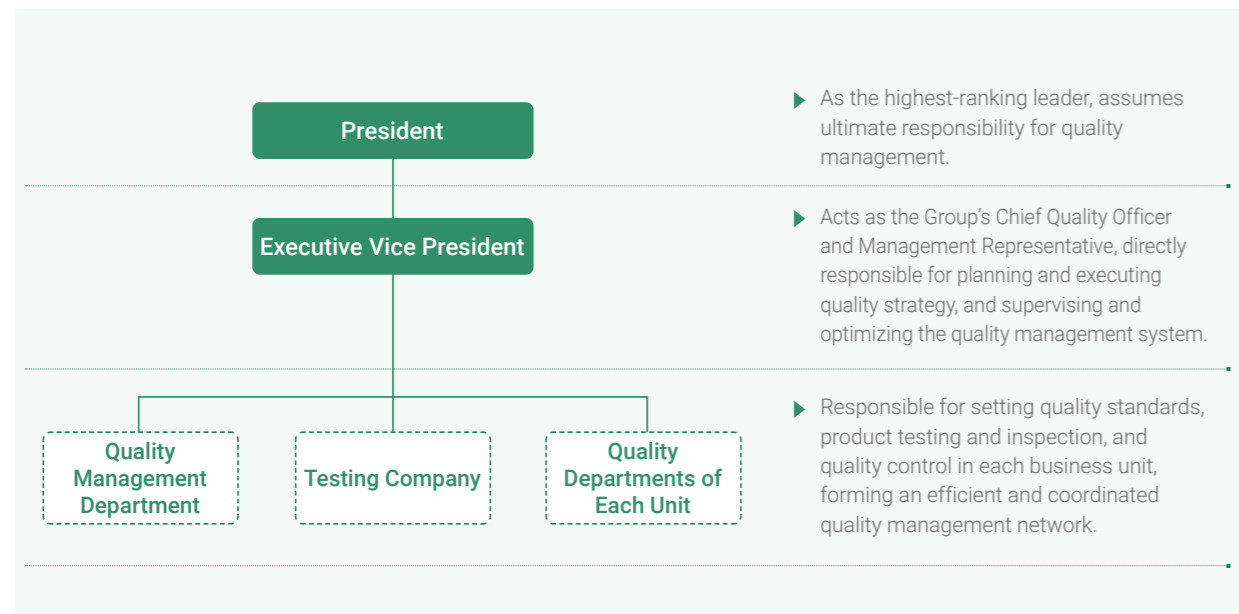 President
As the highest-ranking leader, assumes
ultimate responsibility for quality
management.
Executive Vice President
Acts as the Group’s Chief Quality Officer
and Management Representative, directly
responsible for planning and executing
quality strategy, and supervising and
optimizing the quality management system.
Quality
Management
Department
Testing Company
Quality
Departments of
Each Unit
Responsible for setting quality standards,
product testing and inspection, and
quality control in each business unit,
forming an efficient and coordinated
quality management network.